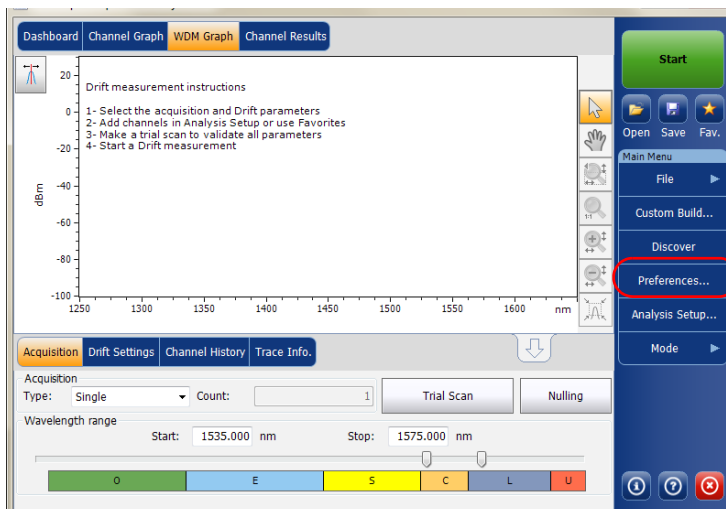 Dashboard Channel Graph WDM Graph Channel Results
Start
20
0
-20
-40
-60
-80
-100
dBm
Drift measurement instructions
1- Select the acquisition and Drift parameters
2- Add channels in Analysis Setup or use Favorites
3- Make a trial scan to validate all parameters
4- Start a Drift measurement
1250 1300 1350 1400 1450 1500 1550 1600 nm
1:1
Open Save Fav.
Main Menu
File
Custom Build...
Discover
Preferences...
Analysis Setup...
Mode
Acquisition Drift Settings Channel History Trace Info.
Acquisition
Type: Single Count: 1 Trial Scan Nulling
Wavelength range
Start: 1535.000 nm Stop: 1575.000 nm
O E S C L U